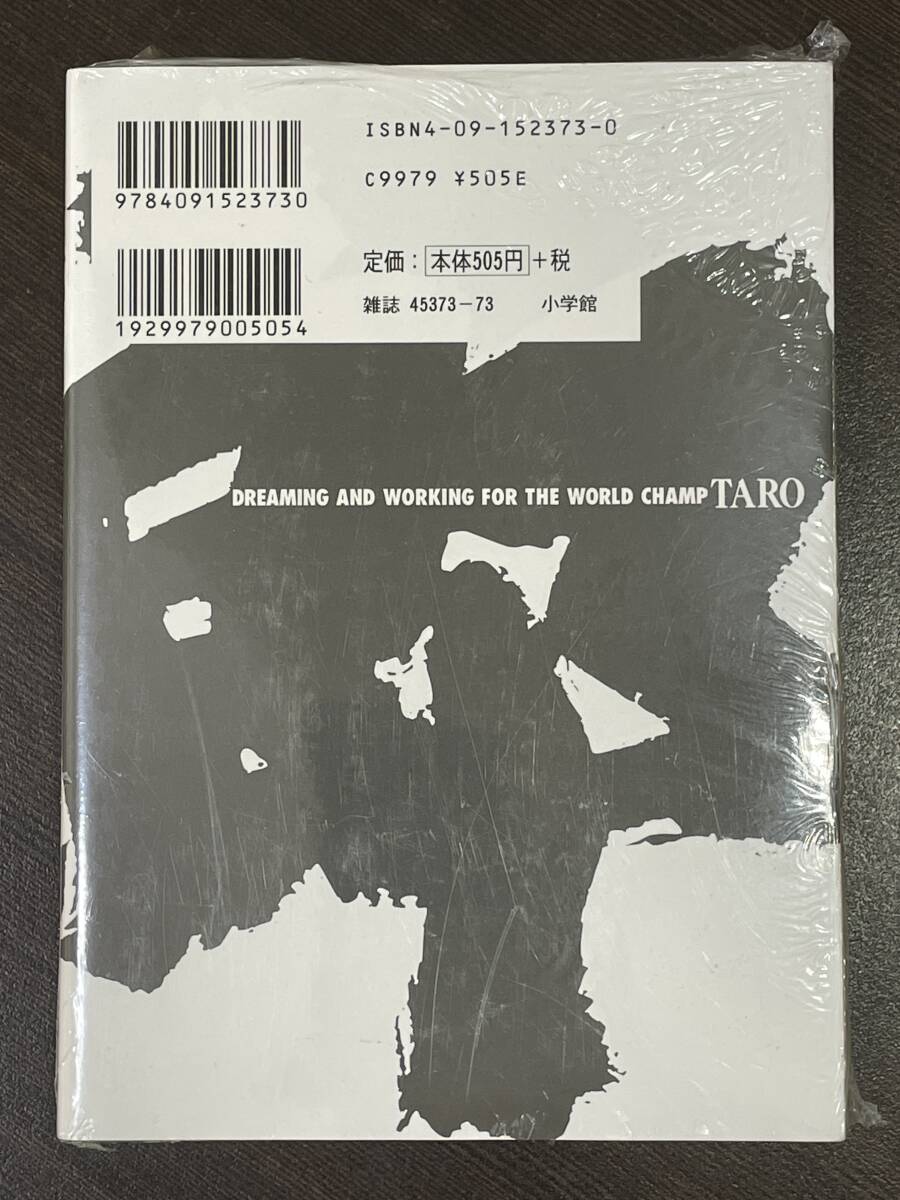 ISBN4-09-152373-0
9784091523730
C9979 ¥505E
定価：本体505円+税
1929979005054
雑誌 45373-73 小学館
DREAMING AND WORKING FOR THE WORLD CHAMP TARO